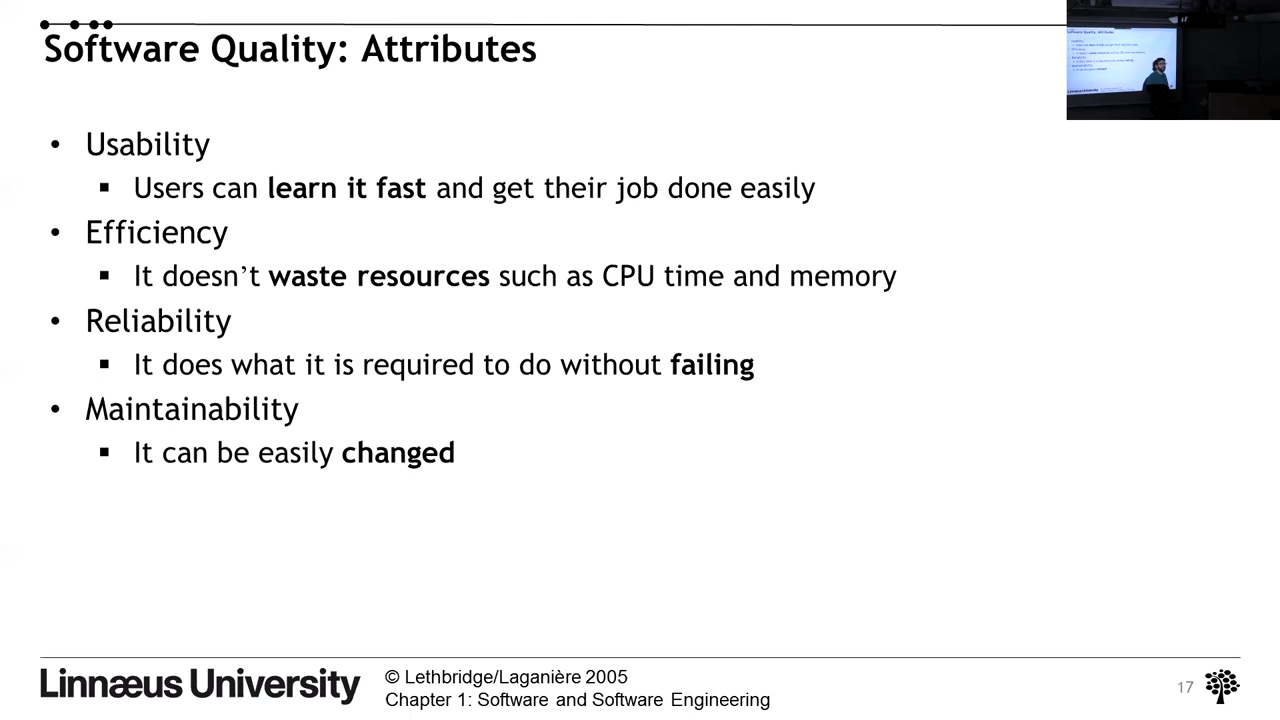 Software Quality: Attributes
• Usability
▪ Users can learn it fast and get their job done easily
• Efficiency
▪ It doesn’t waste resources such as CPU time and memory
• Reliability
▪ It does what it is required to do without failing
• Maintainability
▪ It can be easily changed
Linnæus University
© Lethbridge/Laganière 2005
Chapter 1: Software and Software Engineering
17